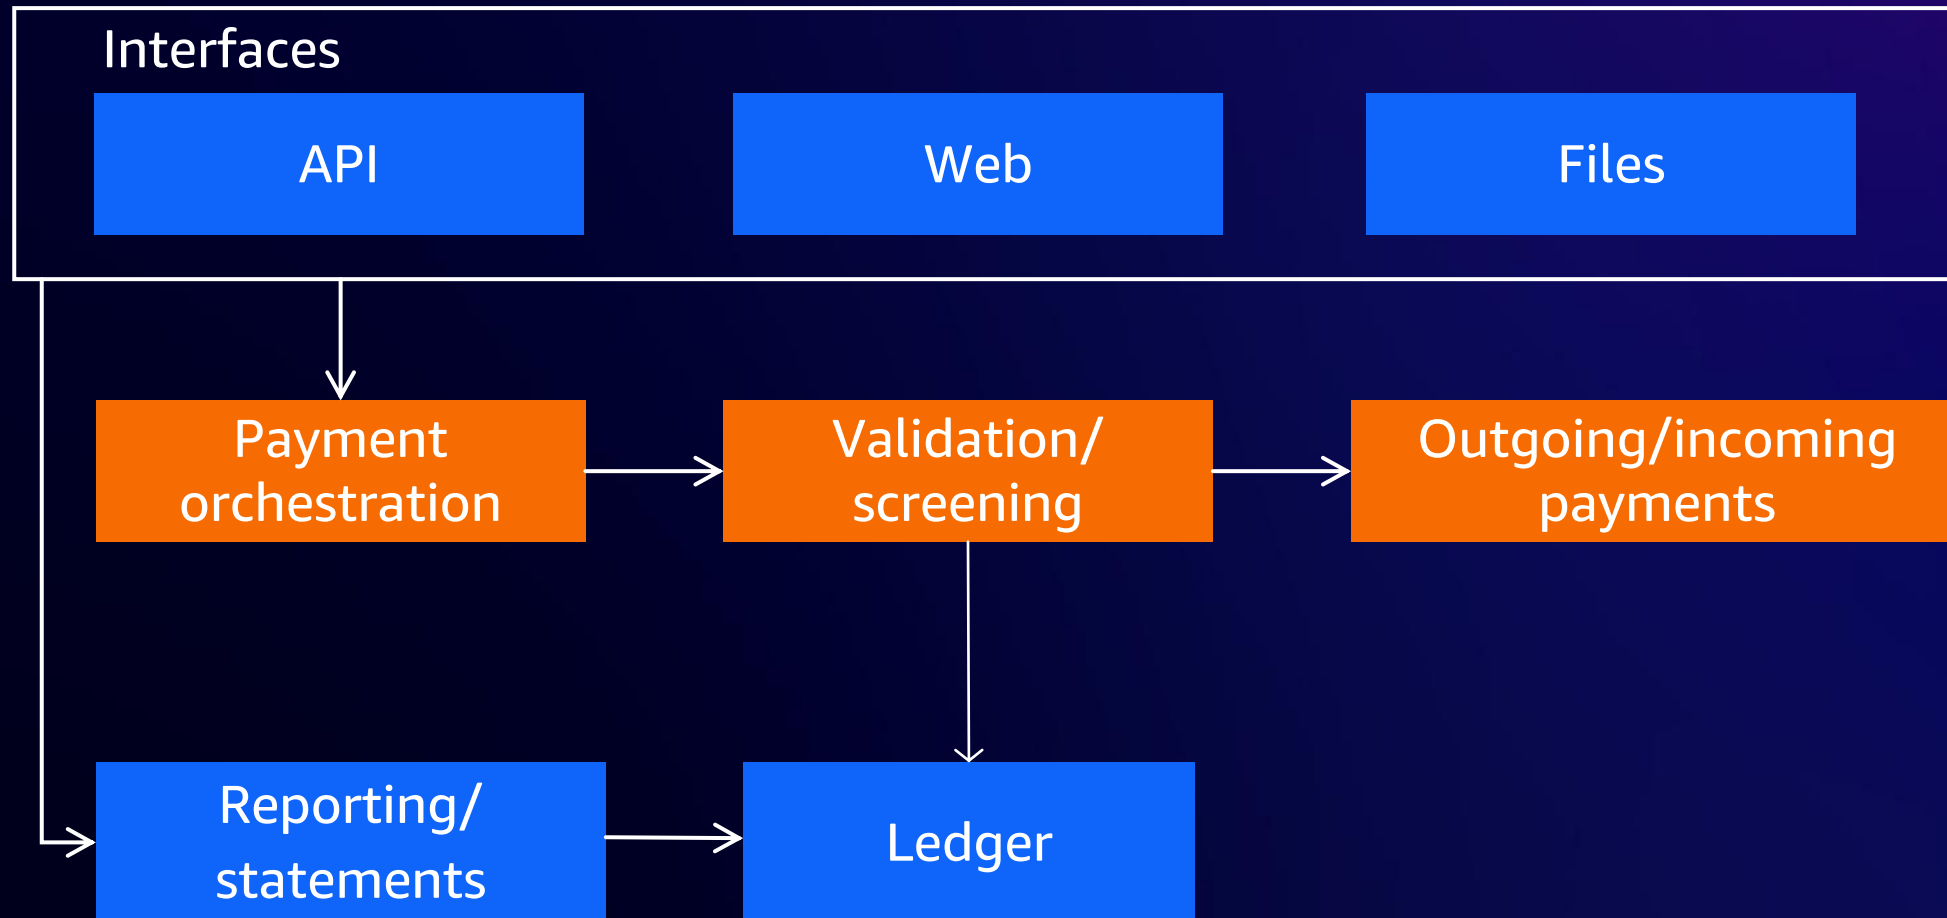 Interfaces
API
Web
Files
Payment
orchestration
Validation/
screening
Outgoing/incoming
payments
Reporting/
statements
Ledger